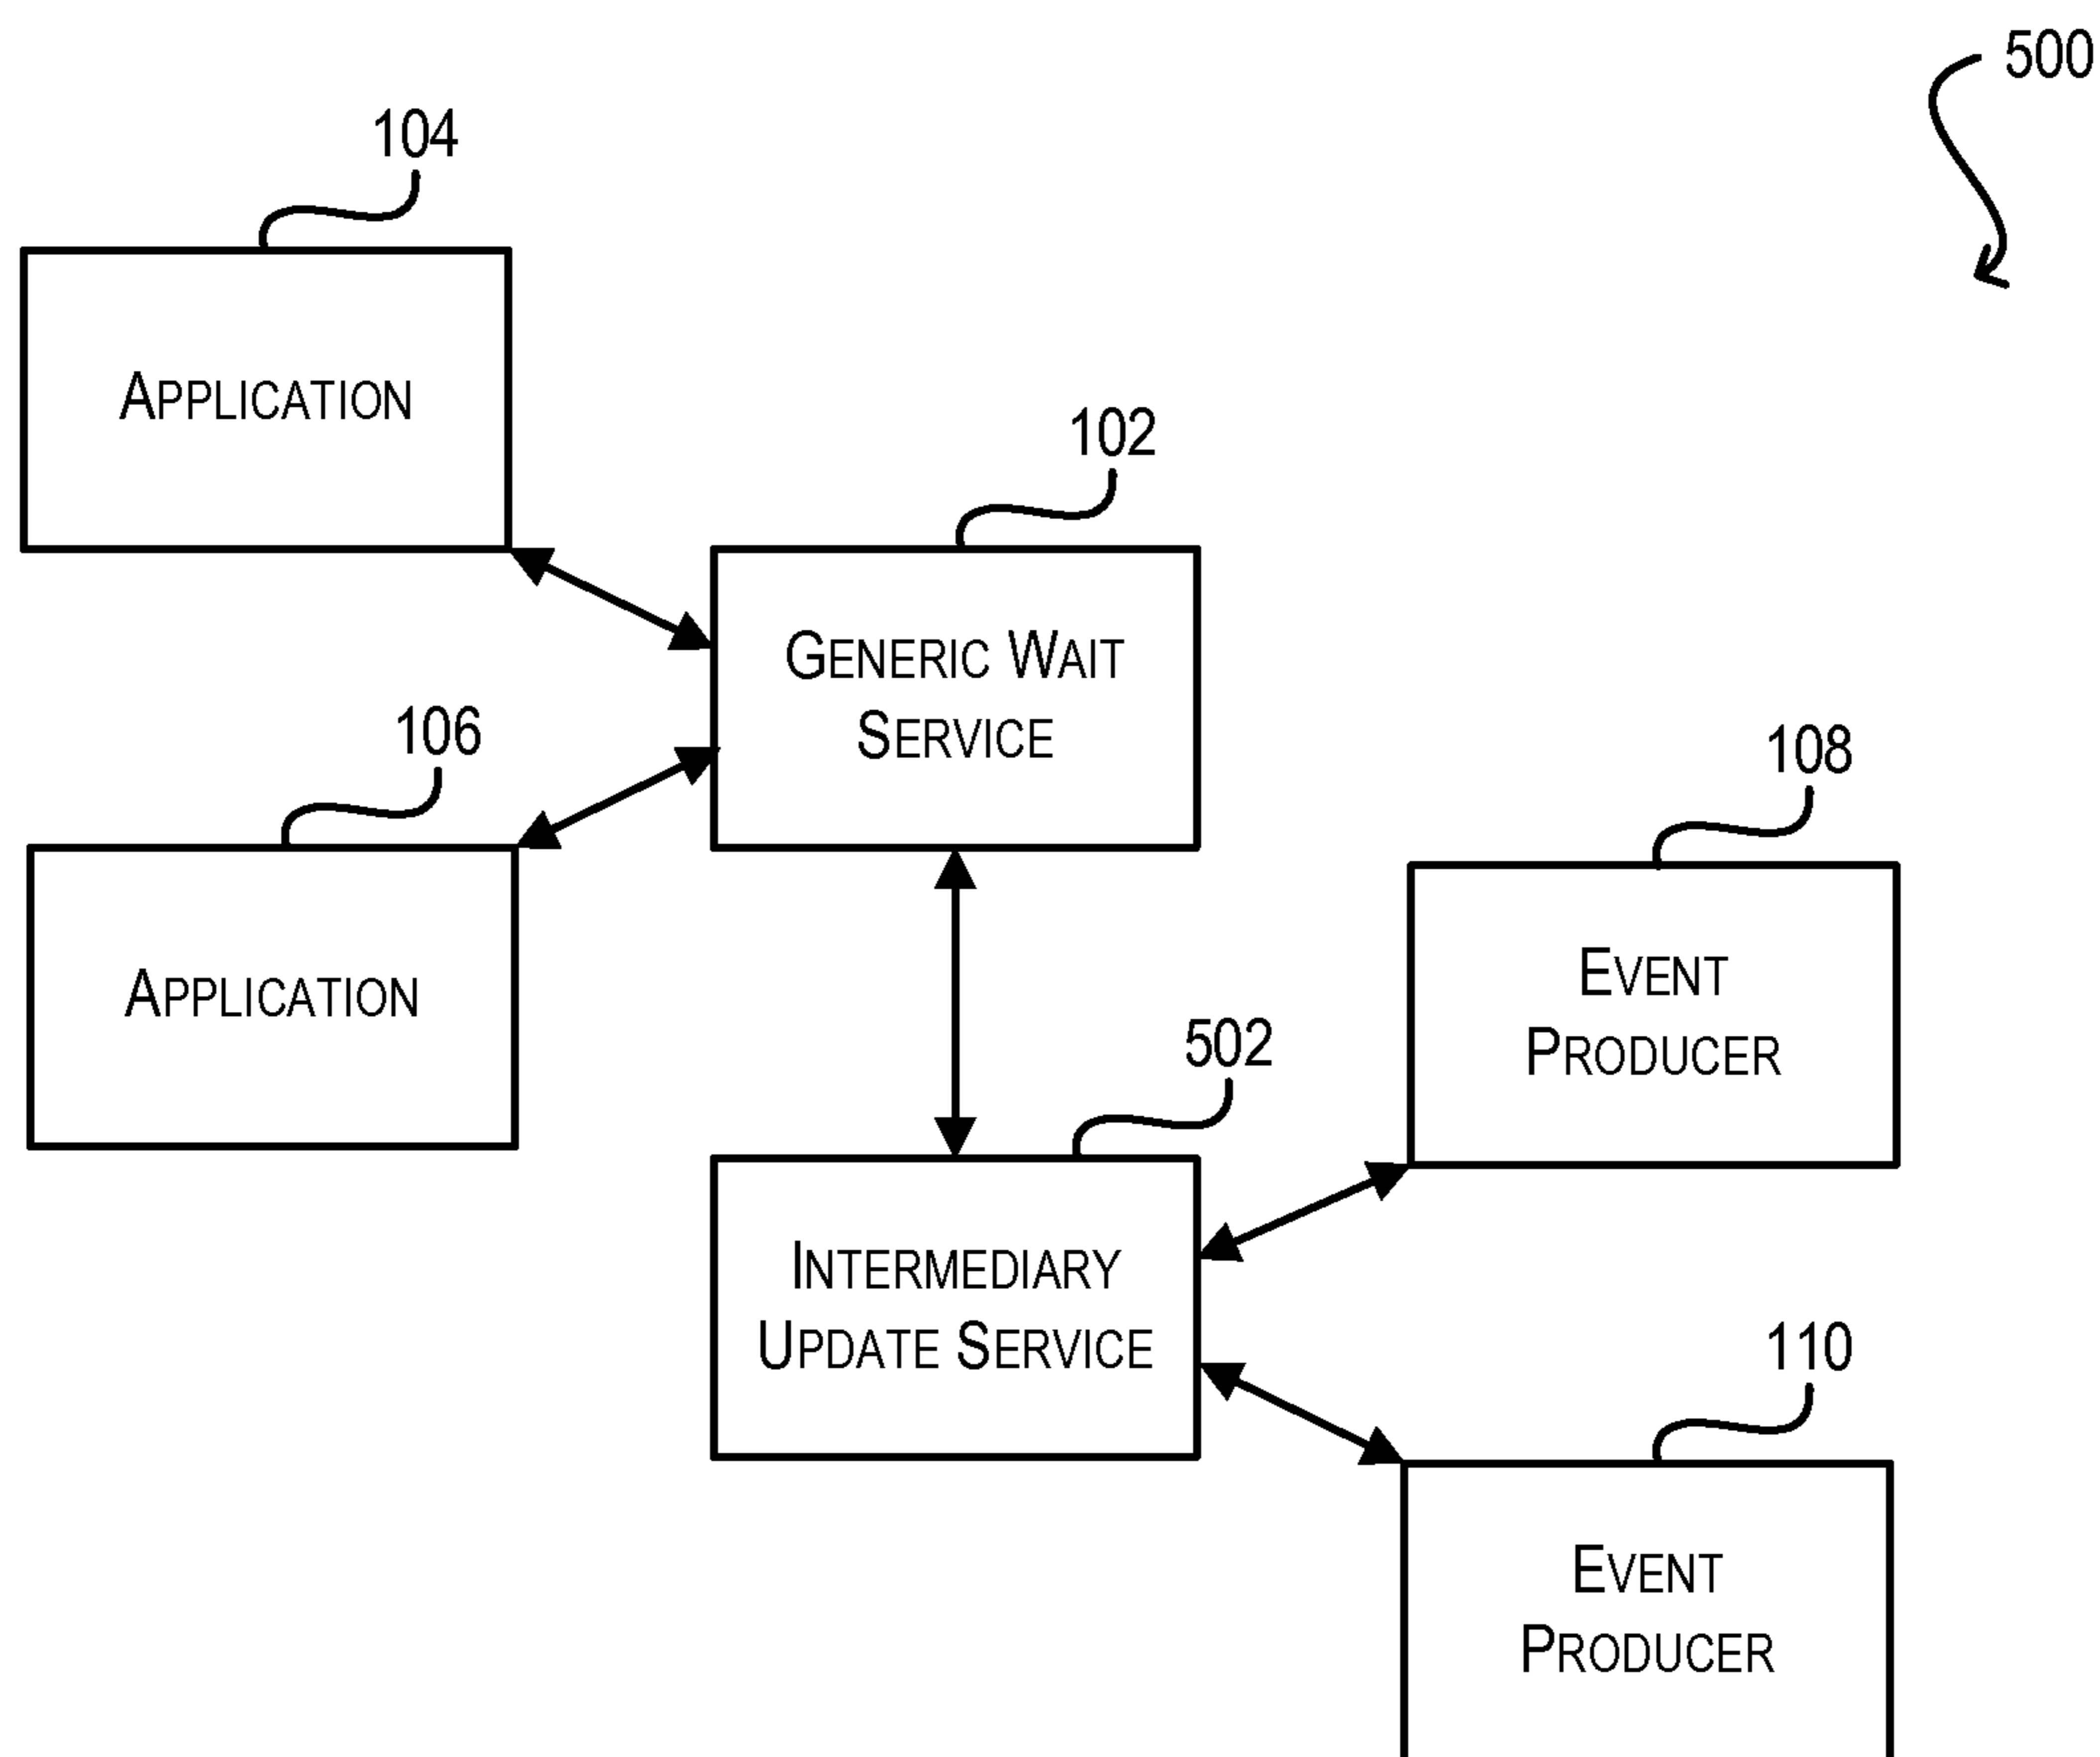 500
104
APPLICATION
102
GENERIC WAIT
SERVICE
106
APPLICATION
108
EVENT
PRODUCER
502
INTERMEDIARY
UPDATE SERVICE
110
EVENT
PRODUCER